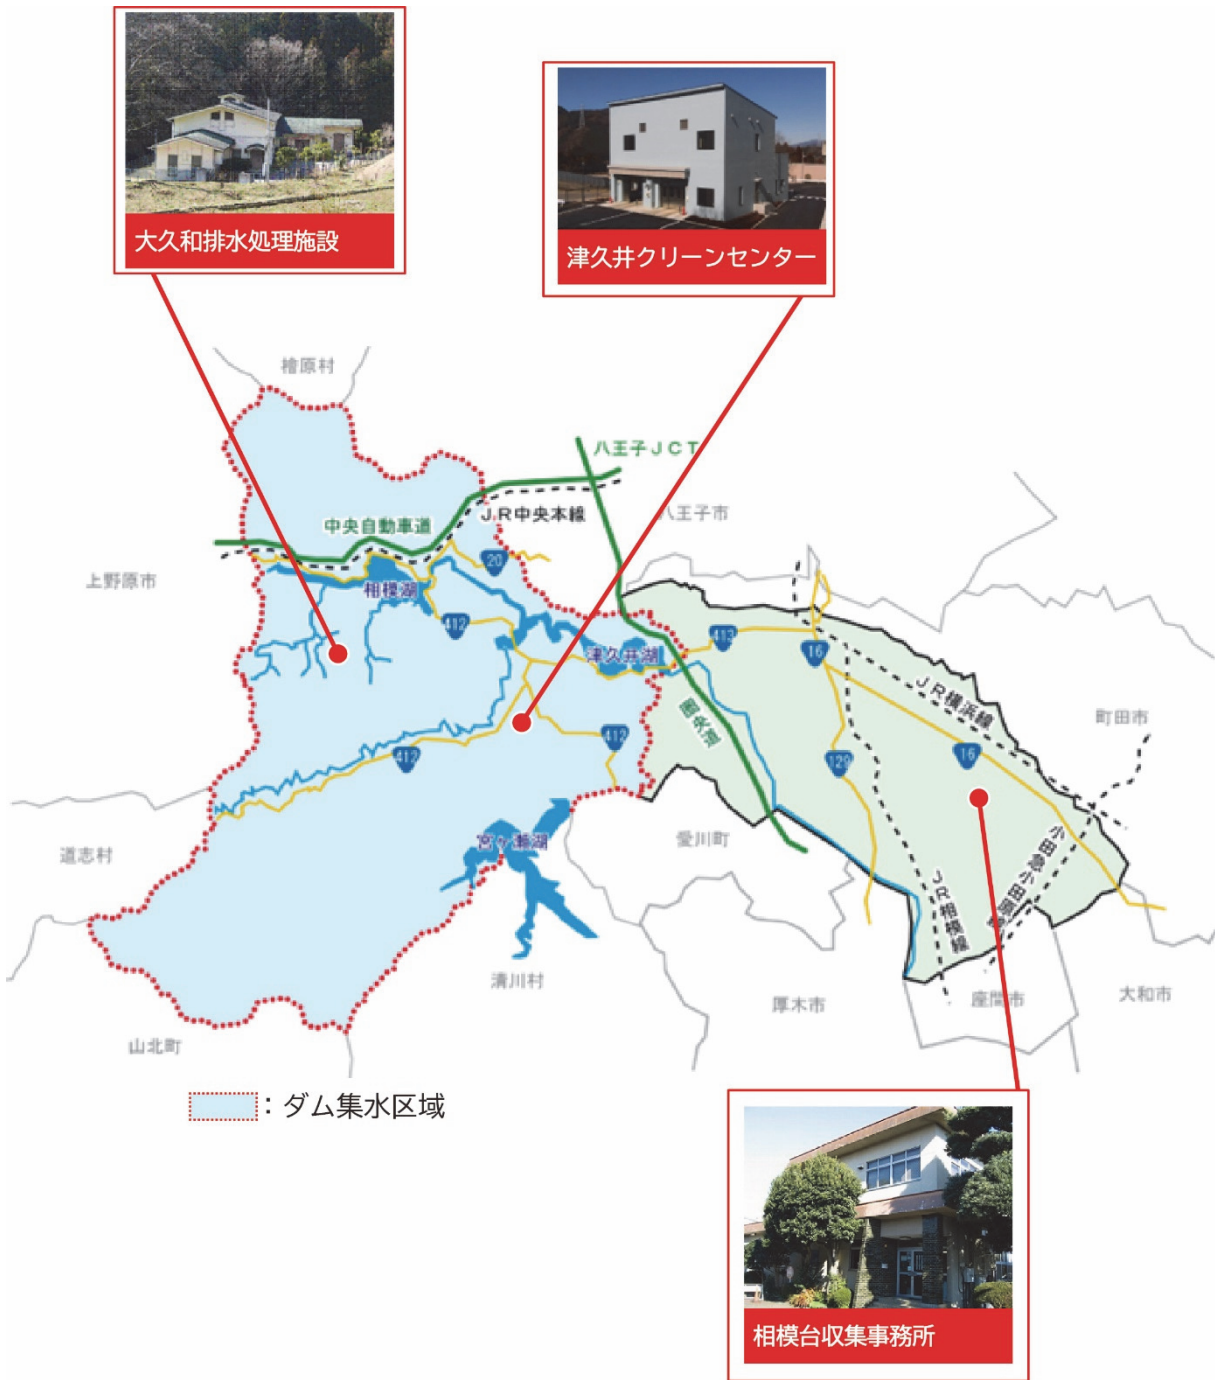 大久和排水処理施設
津久井クリーンセンター
檜原村
八王子JCT
JR中央本線
八王子市
中央自動車道
上野原市
20
相模湖
412
津久井湖
413
16
JR横浜線
町田市
圏央道
412
412
129
16
愛川町
小田急小田原線
道志村
宮ヶ瀬湖
JR相模線
清川村
厚木市
座間市
大和市
山北町
:ダム集水区域
相模台収集事務所